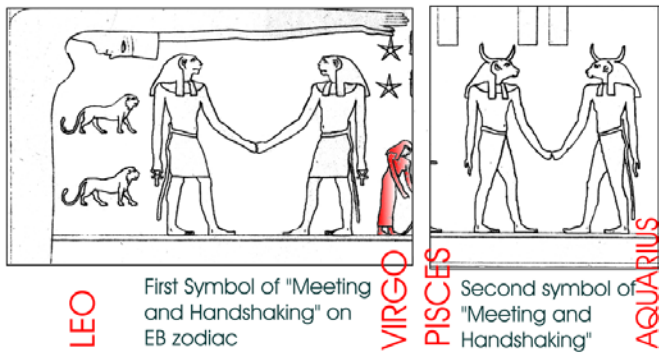 LEO
First Symbol of "Meeting
and Handshaking" on
EB zodiac
VIRGO
PISCES
Second symbol of
"Meeting and
Handshaking"
AQUARIUS